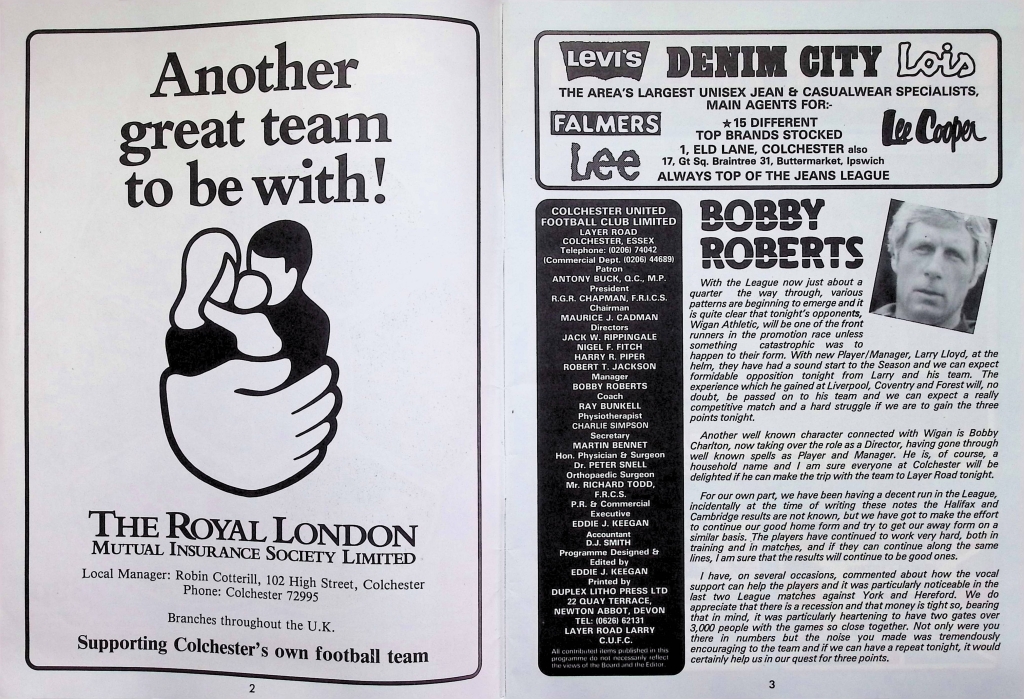 Another
great team
to be with!
THE ROYAL LONDON
MUTUAL INSURANCE SOCIETY LIMITED
Local Manager: Robin Cotterill, 102 High Street, Colchester
Phone: Colchester 72995
Branches throughout the U.K.
Supporting Colchester's own football team
2
Levi's DENIM CITY Lois
THE AREA'S LARGEST UNISEX JEAN & CASUALWEAR SPECIALISTS,
MAIN AGENTS FOR:-
FALMERS
Lee
★15 DIFFERENT
TOP BRANDS STOCKED
Lee Cooper
1, ELD LANE, COLCHESTER also
17, Gt Sq. Braintree 31, Buttermarket, Ipswich
ALWAYS TOP OF THE JEANS LEAGUE
COLCHESTER UNITED
FOOTBALL CLUB LIMITED
LAYER ROAD
COLCHESTER, ESSEX
Telephone: (0206) 74042
(Commercial Dept. (0206) 44689)
Patron
ANTONY BUCK, Q.C., M.P.
President
R.G.R. CHAPMAN, F.R.I.C.S.
Chairman
MAURICE J. CADMAN
Directors
JACK W. RIPPINGALE
NIGEL F. FITCH
HARRY R. PIPER
ROBERT T. JACKSON
Manager
BOBBY ROBERTS
Coach
RAY BUNKELL
Physiotherapist
CHARLIE SIMPSON
Secretary
MARTIN BENNET
Hon. Physician & Surgeon
Dr. PETER SNELL
Orthopaedic Surgeon
Mr. RICHARD TODD,
F.R.C.S.
P.R. & Commercial
Executive
EDDIE J. KEEGAN
Accountant
D.J. SMITH
Programme Designed &
Edited by
EDDIE J. KEEGAN
Printed by
DUPLEX LITHO PRESS LTD
22 QUAY TERRACE,
NEWTON ABBOT, DEVON
TEL: (0626) 62131
LAYER ROAD LARRY
C.U.F.C.
All contributed items published in this
programme do not necessarily reflect
the views of the Board and the Editor.
BOBBY
ROBERTS
With the League now just about a
quarter the way through, various
patterns are beginning to emerge and it
is quite clear that tonight's opponents,
Wigan Athletic, will be one of the front
runners in the promotion race unless
something catastrophic was to
happen to their form. With new Player/Manager, Larry Lloyd, at the
helm, they have had a sound start to the Season and we can expect
formidable opposition tonight from Larry and his team. The
experience which he gained at Liverpool, Coventry and Forest will, no
doubt, be passed on to his team and we can expect a really
competitive match and a hard struggle if we are to gain the three
points tonight.
Another well known character connected with Wigan is Bobby
Charlton, now taking over the role as a Director, having gone through
well known spells as Player and Manager. He is, of course, a
household name and I am sure everyone at Colchester will be
delighted if he can make the trip with the team to Layer Road tonight.
For our own part, we have been having a decent run in the League,
incidentally at the time of writing these notes the Halifax and
Cambridge results are not known, but we have got to make the effort
to continue our good home form and try to get our away form on a
similar basis. The players have continued to work very hard, both in
training and in matches, and if they can continue along the same
lines, I am sure that the results will continue to be good ones.
I have, on several occasions, commented about how the vocal
support can help the players and it was particularly noticeable in the
last two League matches against York and Hereford. We do
appreciate that there is a recession and that money is tight so, bearing
that in mind, it was particularly heartening to have two gates over
3,000 people with the games so close together. Not only were you
there in numbers but the noise you made was tremendously
encouraging to the team and if we can have a repeat tonight, it would
certainly help us in our quest for three points.
3